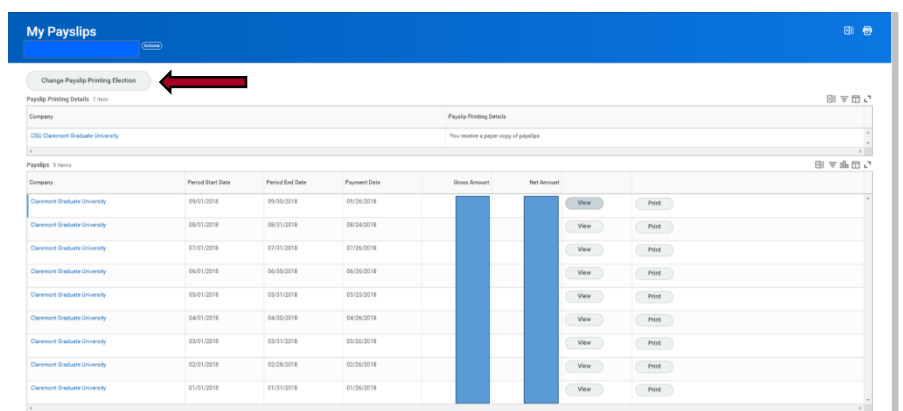 My Payslips
Actions
Change Payslip Printing Election
Payslip Printing Details 1 item
Company Payslip Printing Details
CGU Claremont Graduate University You receive a paper copy of payslips.
Payslips 9 items
Company Period Start Date Period End Date Payment Date Gross Amount Net Amount
Claremont Graduate University 09/01/2018 09/30/2018 09/26/2018 View Print
Claremont Graduate University 08/01/2018 08/31/2018 08/24/2018 View Print
Claremont Graduate University 07/01/2018 07/31/2018 07/26/2018 View Print
Claremont Graduate University 06/01/2018 06/30/2018 06/26/2018 View Print
Claremont Graduate University 05/01/2018 05/31/2018 05/25/2018 View Print
Claremont Graduate University 04/01/2018 04/30/2018 04/26/2018 View Print
Claremont Graduate University 03/01/2018 03/31/2018 03/26/2018 View Print
Claremont Graduate University 02/01/2018 02/28/2018 02/26/2018 View Print
Claremont Graduate University 01/01/2018 01/31/2018 01/26/2018 View Print